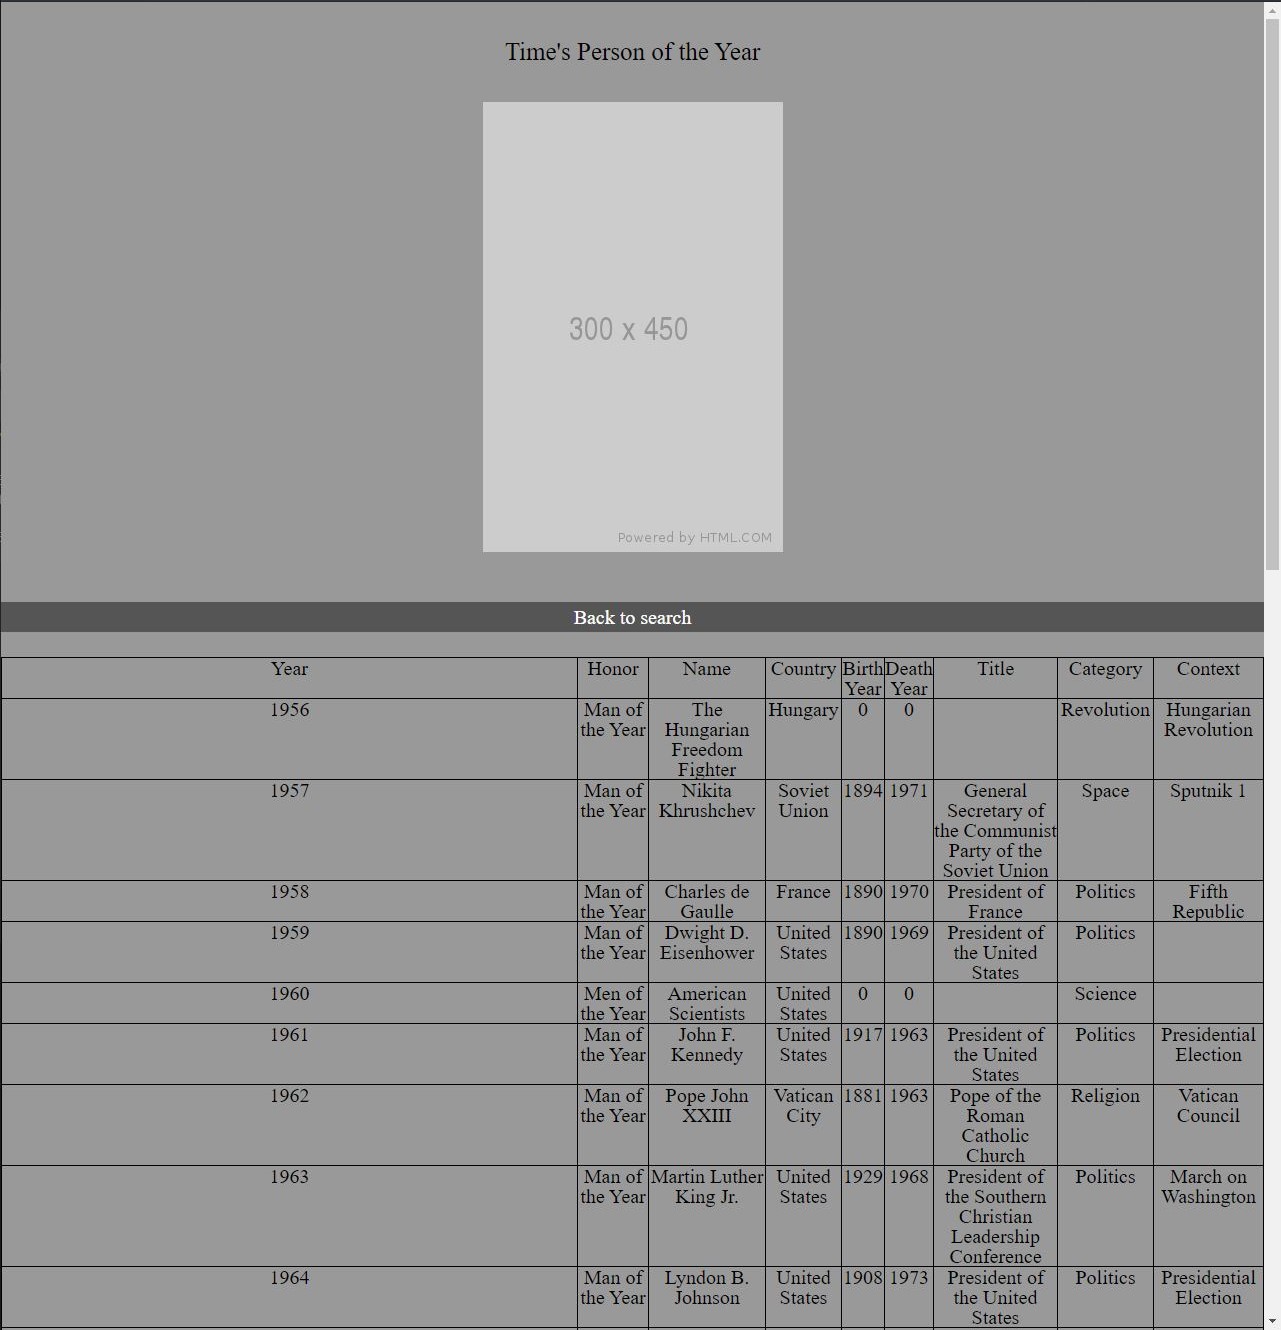 Time's Person of the Year
300 x 450
Powered by HTML.COM
Back to search
Year Honor Name Country Birth Year Death Year Title Category Context
1956 Man of the Year The Hungarian Freedom Fighter Hungary 0 0 Revolution Hungarian Revolution
1957 Man of the Year Nikita Khrushchev Soviet Union 1894 1971 General Secretary of the Communist Party of the Soviet Union Space Sputnik 1
1958 Man of the Year Charles de Gaulle France 1890 1970 President of France Politics Fifth Republic
1959 Man of the Year Dwight D. Eisenhower United States 1890 1969 President of the United States Politics
1960 Men of the Year American Scientists United States 0 0 Science
1961 Man of the Year John F. Kennedy United States 1917 1963 President of the United States Politics Presidential Election
1962 Man of the Year Pope John XXIII Vatican City 1881 1963 Pope of the Roman Catholic Church Religion Vatican Council
1963 Man of the Year Martin Luther King Jr. United States 1929 1968 President of the Southern Christian Leadership Conference Politics March on Washington
1964 Man of the Year Lyndon B. Johnson United States 1908 1973 President of the United States Politics Presidential Election